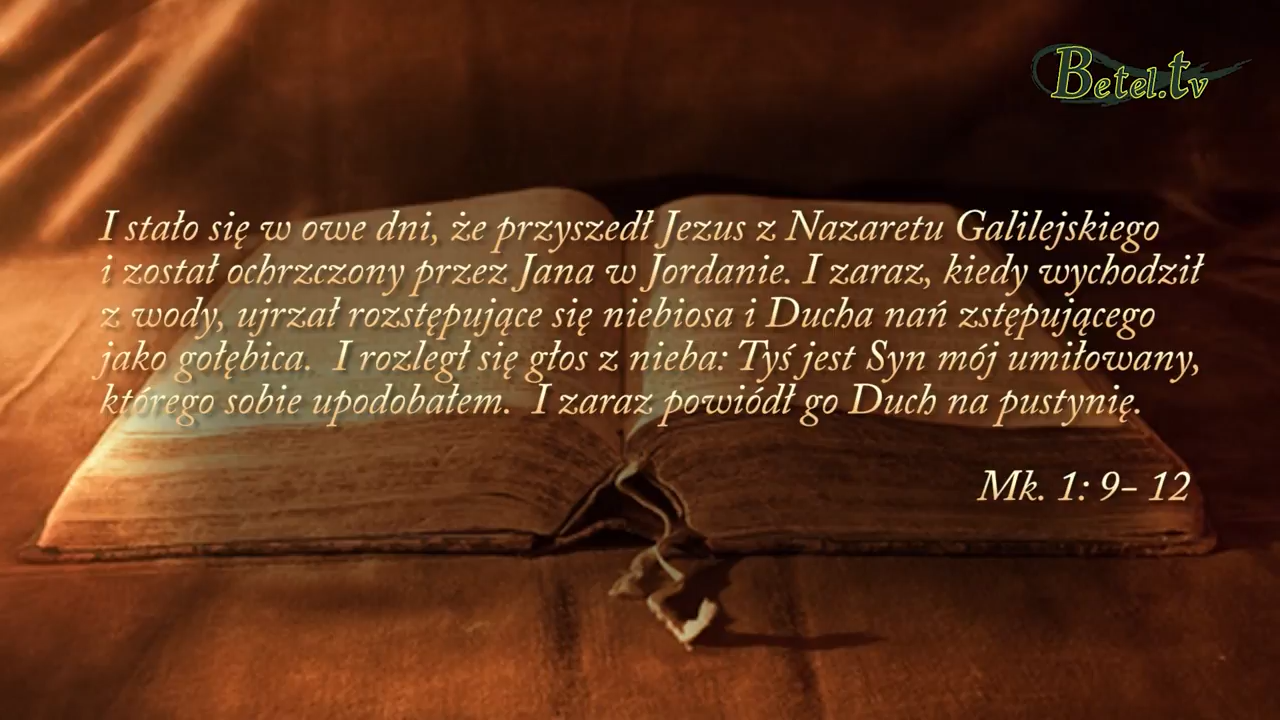 Betel.tv
I stało się w owe dni, że przyszedł Jezus z Nazaretu Galilejskiego
i został ochrzczony przez Jana w Jordanie. I zaraz, kiedy wychodził
z wody, ujrzał rozstępujące się niebiosa i Ducha nań zstępującego
jako gołębica. I rozległ się głos z nieba: Tyś jest Syn mój umiłowany,
którego sobie upodobałem. I zaraz powiódł go Duch na pustynię.
Mk. 1: 9- 12